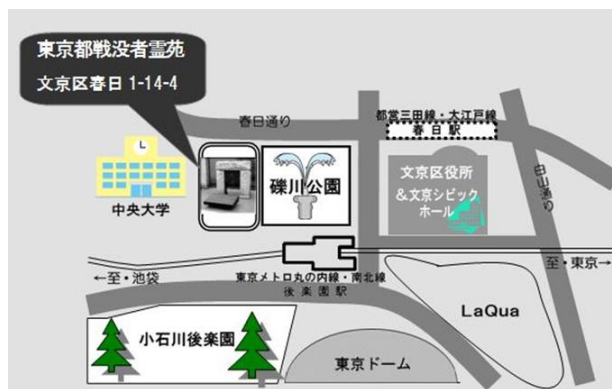 東京都戦没者霊苑
文京区春日1-14-4
春日通り
都営三田線・大江戸線
春日駅
中央大学
礫川公園
文京区役所
&文京シビック
ホール
白山通り
←至・池袋
東京メトロ丸の内線・南北線
後楽園駅
至・東京→
小石川後楽園
東京ドーム
LaQua